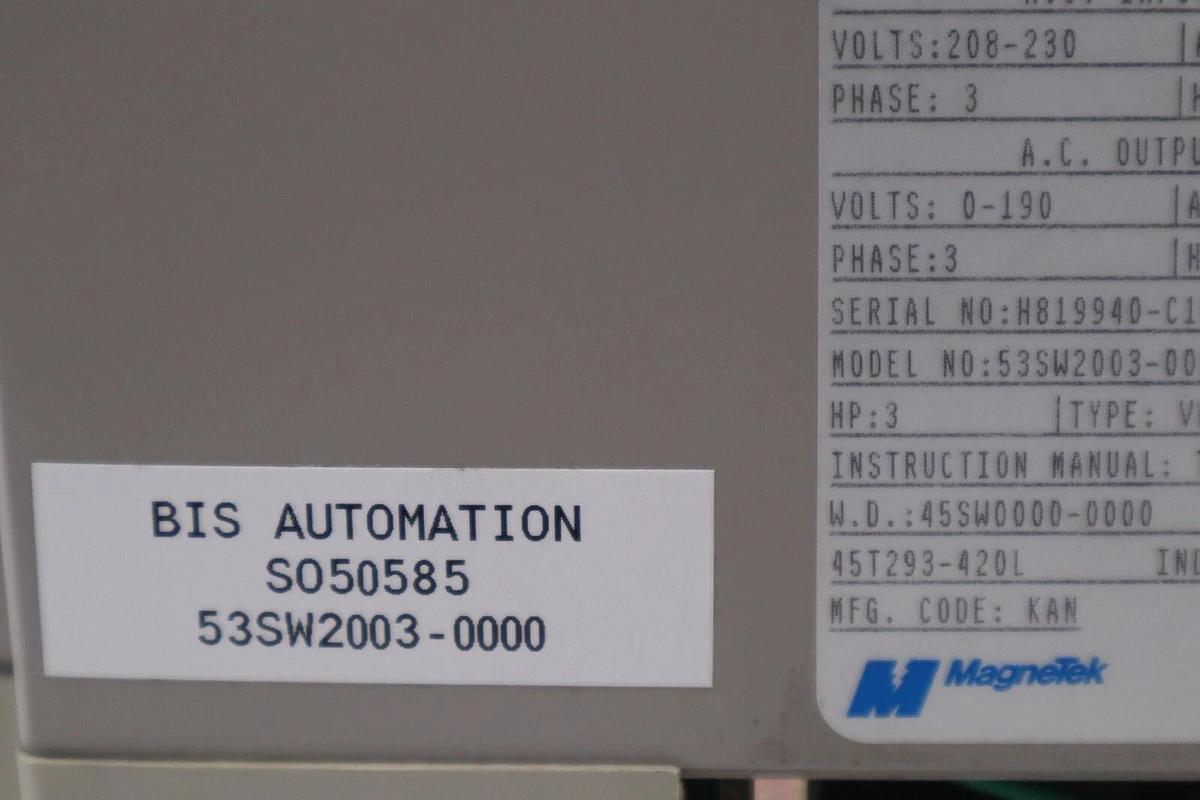 VOLTS:208-230
PHASE: 3
A.C. OUTPU
VOLTS: 0-190
PHASE:3
SERIAL NO:H819940-C1
MODEL NO:53SW2003-00
HP:3 TYPE: V
INSTRUCTION MANUAL:
W.D.:45SW0000-0000
45T293-420L IND
MFG. CODE: KAN
MagneTek
BIS AUTOMATION
SO50585
53SW2003-0000